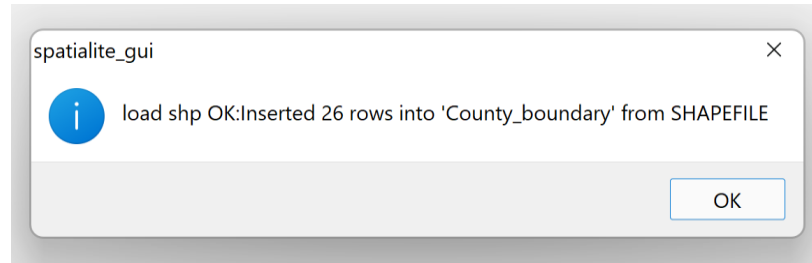 spatialite_gui
load shp OK:Inserted 26 rows into 'County_boundary' from SHAPEFILE
OK